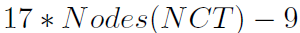 17 ∗ Nodes(NCT) − 9